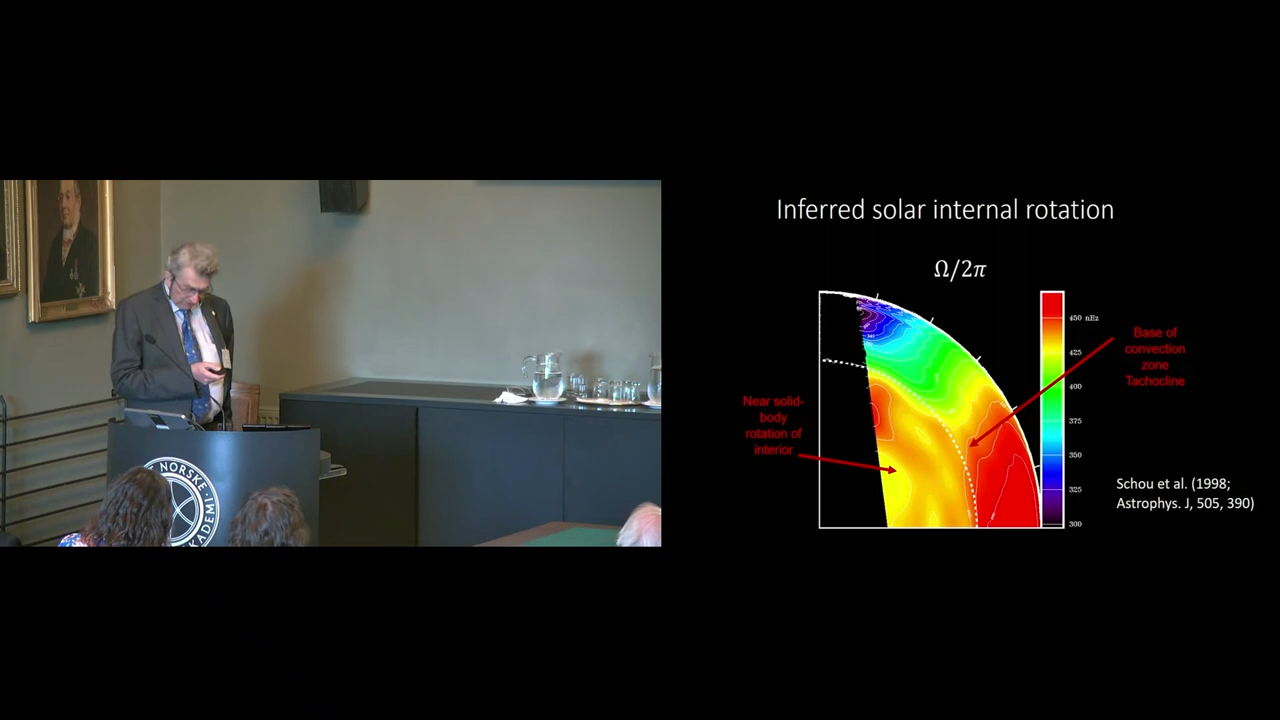 Inferred solar internal rotation
Ω/2π
450 nHz
425
400
375
350
325
300
Base of
convection
zone
Tachocline
Near solid-
body
rotation of
interior
Schou et al. (1998;
Astrophys. J, 505, 390)
NORSKE
AKADEMI